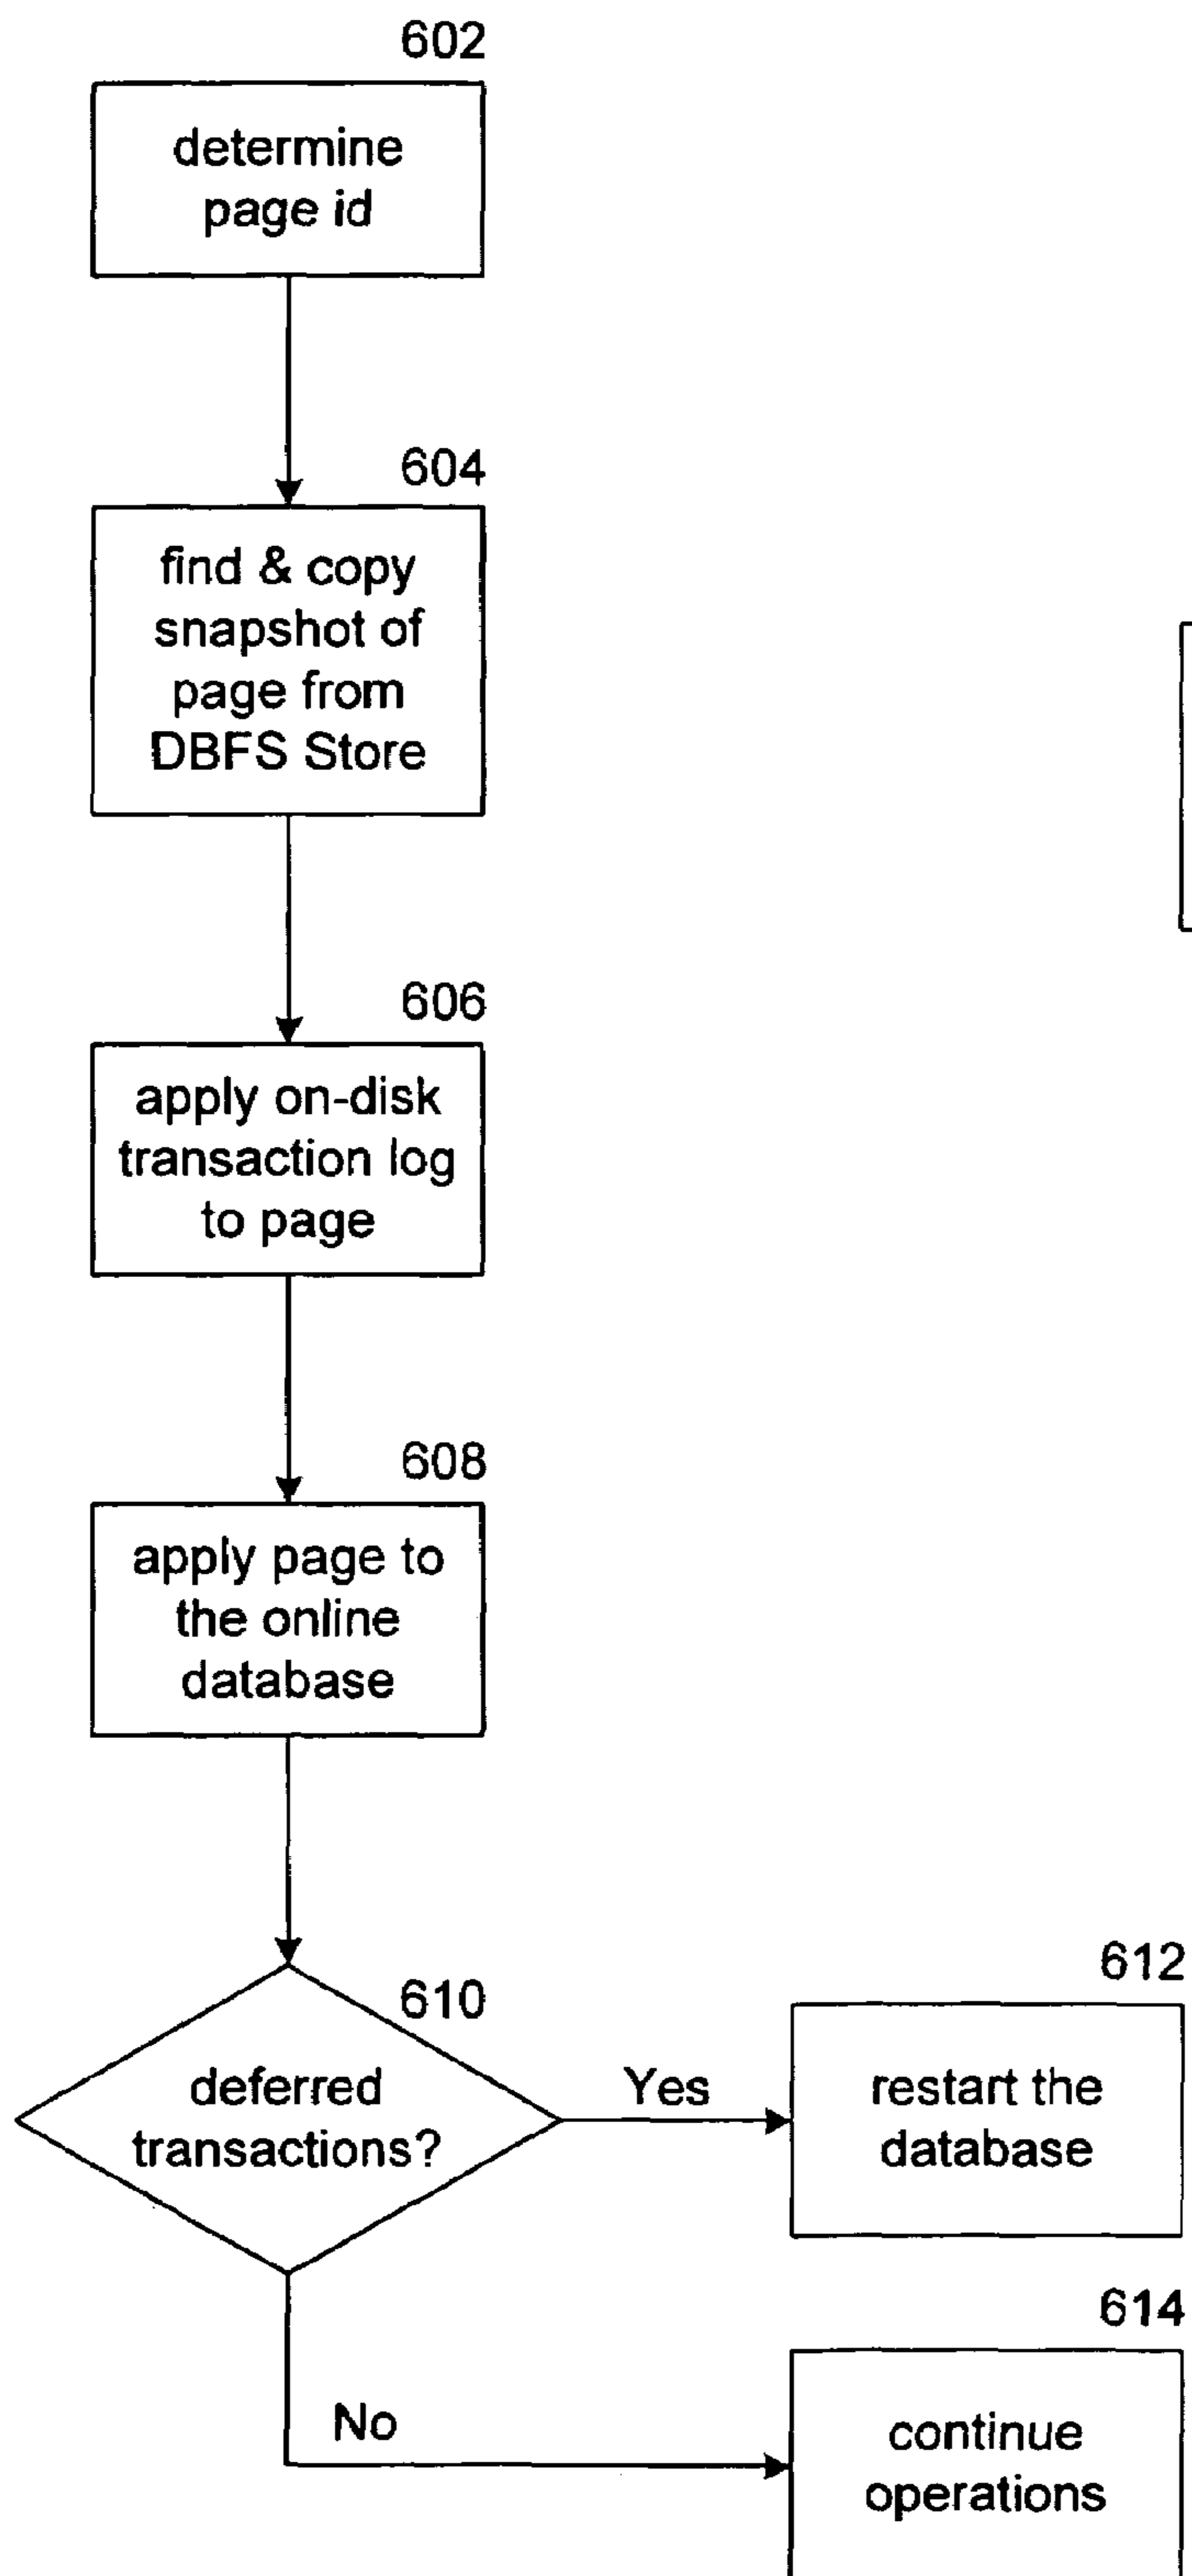 602
determine
page id
604
find & copy
snapshot of
page from
DBFS Store
606
apply on-disk
transaction log
to page
608
apply page to
the online
database
610
deferred
transactions?
Yes
612
restart the
database
No
614
continue
operations